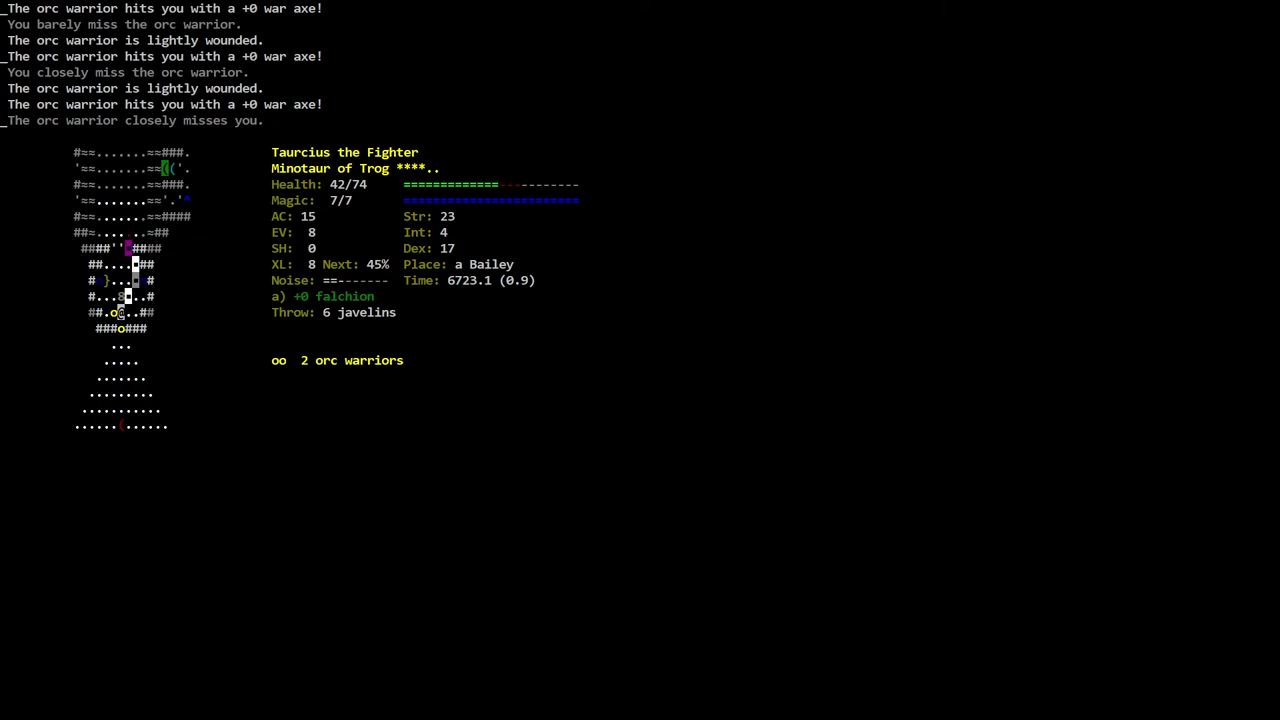 _The orc warrior hits you with a +0 war axe!
You barely miss the orc warrior.
The orc warrior is lightly wounded.
_The orc warrior hits you with a +0 war axe!
You closely miss the orc warrior.
The orc warrior is lightly wounded.
The orc warrior hits you with a +0 war axe!
_The orc warrior closely misses you.
Taurcius the Fighter
Minotaur of Trog ****..
Health: 42/74
Magic: 7/7
AC: 15 Str: 23
EV: 8 Int: 4
SH: 0 Dex: 17
XL: 8 Next: 45% Place: a Bailey
Noise: ==------- Time: 6723.1 (0.9)
a) +0 falchion
Throw: 6 javelins
oo 2 orc warriors